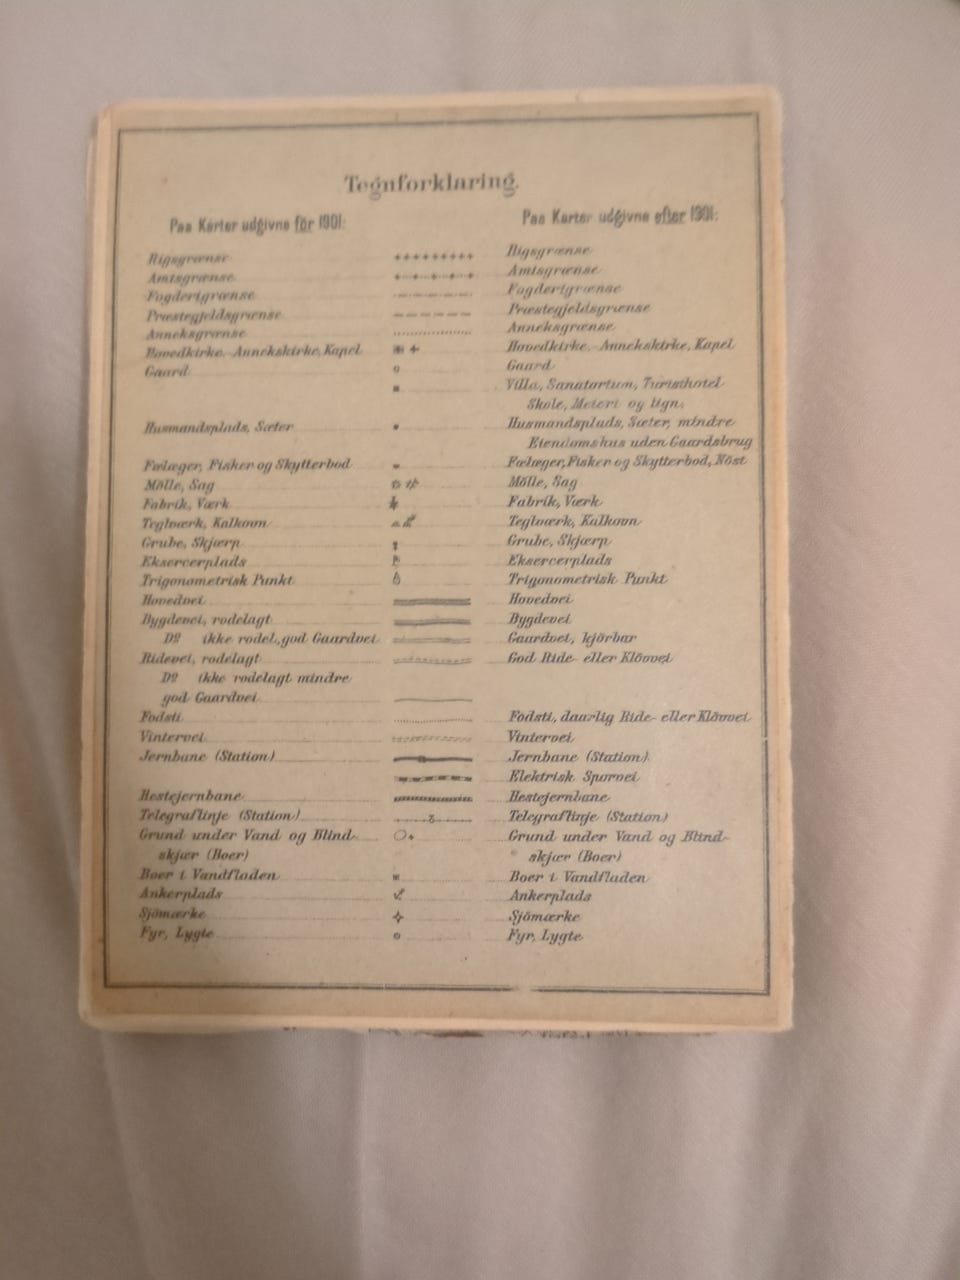 Tegnforklaring.
Paa Karter udgivne før 1901:
Rigsgrænse
Amtsgrænse
Fogderigrænse
Præstegjeldsgrænse
Anneksgrænse
Hovedkirke. Annekskirke, Kapel
Gaard
Husmandsplads, Sæter
Fælæger, Fisker og Skytterbod
Mölle, Sag
Fabrik, Værk
Teglværk, Kalkovn
Grube, Skjærp
Eksercerplads
Trigonometrisk Punkt
Hovedvei
Bygdevei, rodelagt
Do ikke rodel., god Gaardvei
Ridevei, rodelagt
Do ikke rodelagt mindre
god Gaardvei
Fodsti
Vintervei
Jernbane (Station)
Hestejernbane
Telegraflinje (Station)
Grund under Vand og Blind-
skjær (Boer)
Boer i Vandfladen
Ankerplads
Sjömærke
Fyr, Lygte
Paa Karter udgivne efter 1901:
Rigsgrænse
Amtsgrænse
Fogderigrænse
Præstegjeldsgrænse
Anneksgrænse
Hovedkirke. Annekskirke, Kapel
Gaard
Villa, Sanatorium, Turisthotel
Skole, Meieri og lign.
Husmandsplads, Sæter, mindre
Eiendomshus uden Gaardsbrug
Fælæger, Fisker og Skytterbod, Nöst
Mölle, Sag
Fabrik, Værk
Teglværk, Kalkovn
Grube, Skjærp
Eksercerplads
Trigonometrisk Punkt
Hovedvei
Bygdevei
Gaardvei, kjörbar
God Ride- eller Klövvei
Fodsti, daarlig Ride- eller Klövvei
Vintervei
Jernbane (Station)
Elektrisk Sporvei
Hestejernbane
Telegraflinje (Station)
Grund under Vand og Blind-
skjær (Boer)
Boer i Vandfladen
Ankerplads
Sjömærke
Fyr, Lygte